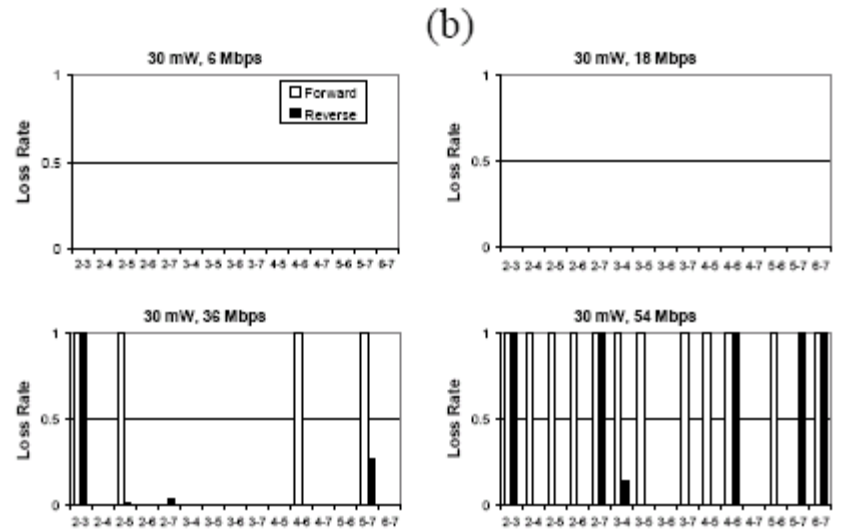 (b)
30 mW, 6 Mbps
1
0.5
0
Loss Rate
Forward
Reverse
2-3 2-4 2-5 2-6 2-7 3-4 3-5 3-6 3-7 4-5 4-6 4-7 5-6 5-7 6-7
30 mW, 18 Mbps
1
0.5
0
Loss Rate
2-3 2-4 2-5 2-6 2-7 3-4 3-5 3-6 3-7 4-5 4-6 4-7 5-6 5-7 6-7
30 mW, 36 Mbps
1
0.5
0
Loss Rate
2-3 2-4 2-5 2-6 2-7 3-4 3-5 3-6 3-7 4-5 4-6 4-7 5-6 5-7 6-7
30 mW, 54 Mbps
1
0.5
0
Loss Rate
2-3 2-4 2-5 2-6 2-7 3-4 3-5 3-6 3-7 4-5 4-6 4-7 5-6 5-7 6-7